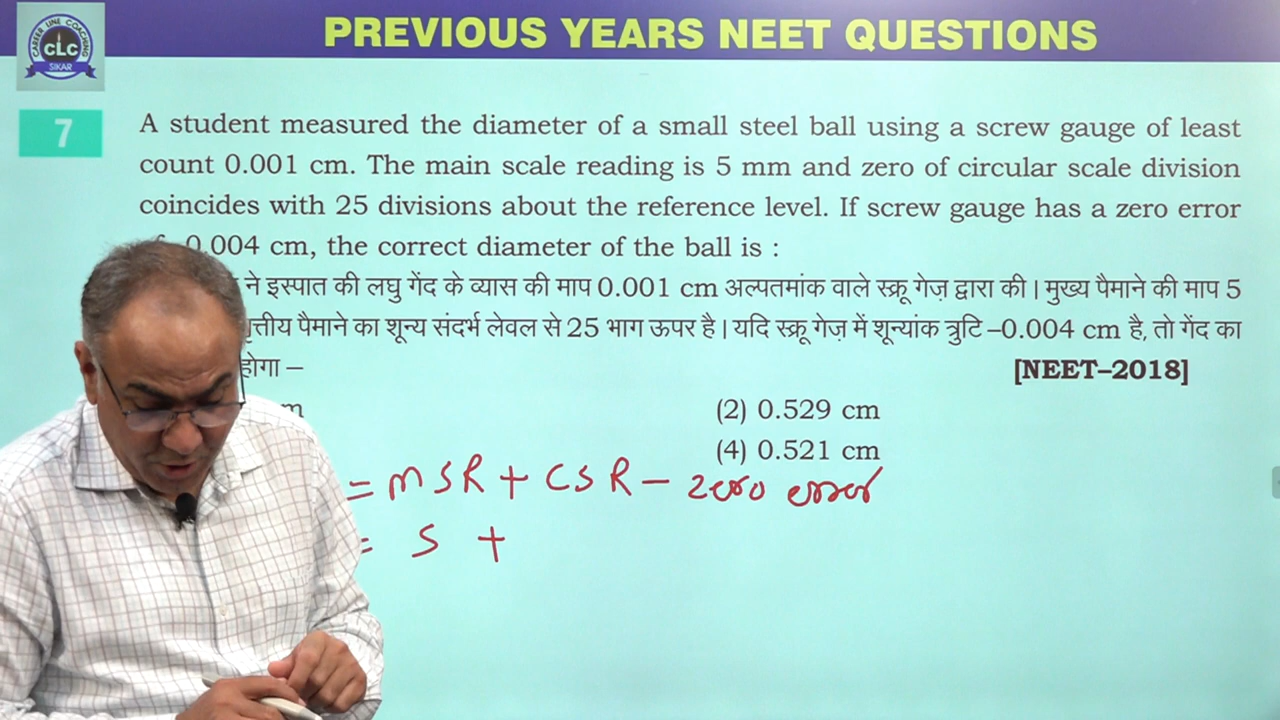 PREVIOUS YEARS NEET QUESTIONS
CAREER LINE COACHING
CLC
SIKAR
7
A student measured the diameter of a small steel ball using a screw gauge of least
count 0.001 cm. The main scale reading is 5 mm and zero of circular scale division
coincides with 25 divisions about the reference level. If screw gauge has a zero error
0.004 cm, the correct diameter of the ball is :
ने इस्पात की लघु गेंद के व्यास की माप 0.001 cm अल्पतमांक वाले स्क्रू गेज़ द्वारा की। मुख्य पैमाने की माप 5
पैमाने का शून्य संदर्भ लेवल से 25 भाग ऊपर है। यदि स्क्रू गेज़ में शून्यांक त्रुटि –0.004 cm है, तो गेंद का
होगा –
[NEET–2018]
m
(2) 0.529 cm
(4) 0.521 cm
= MSR + CSR – zero error
= 5 +